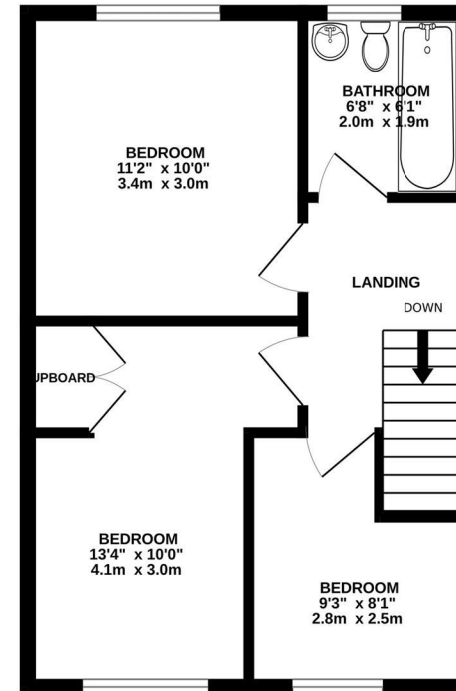 BATHROOM
6'8" x 6'1"
2.0m x 1.9m
BEDROOM
11'2" x 10'0"
3.4m x 3.0m
LANDING
DOWN
UPBOARD
BEDROOM
13'4" x 10'0"
4.1m x 3.0m
BEDROOM
9'3" x 8'1"
2.8m x 2.5m